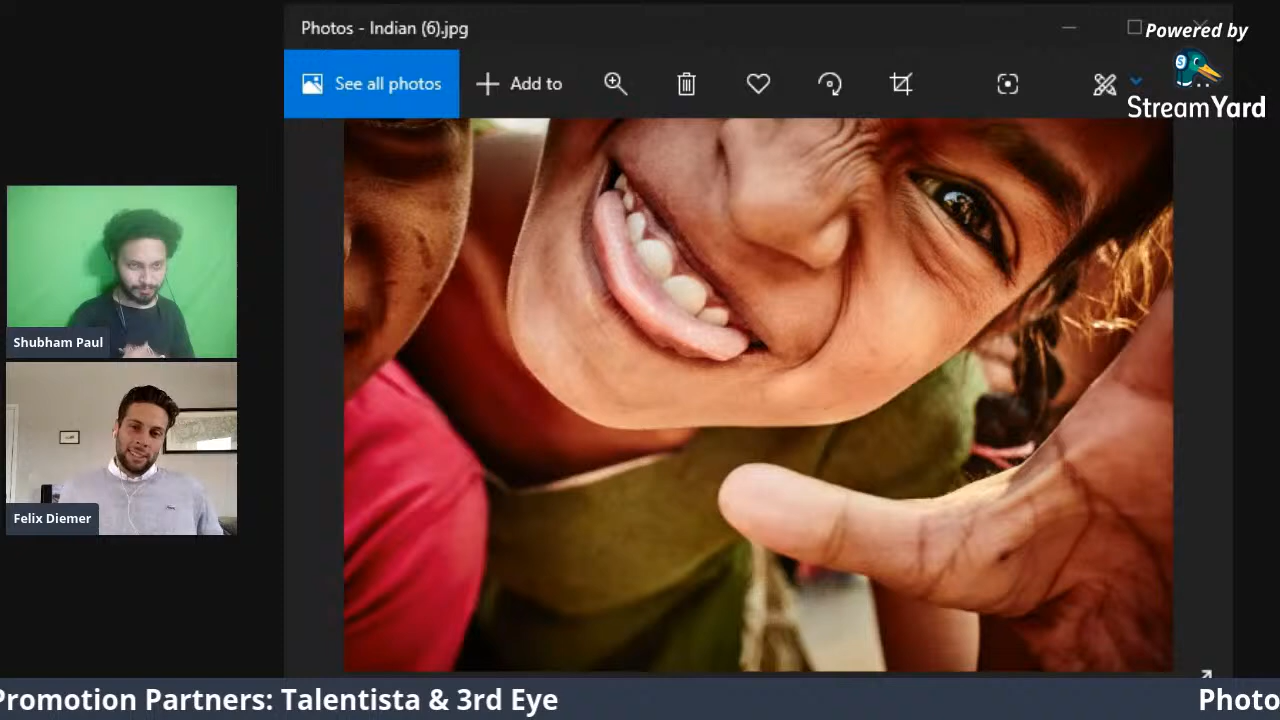 Photos - Indian (6).jpg
Powered by
See all photos
Add to
StreamYard
Shubham Paul
Felix Diemer
Promotion Partners: Talentista & 3rd Eye
Photo